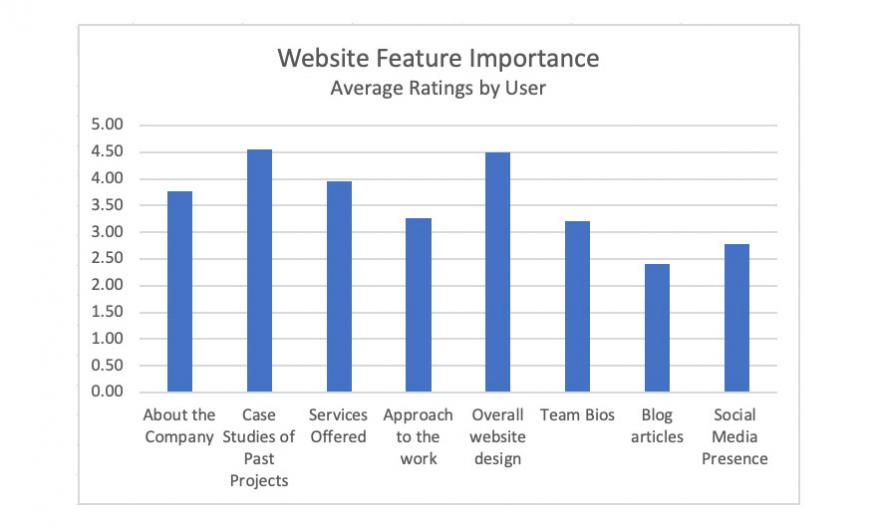 Website Feature Importance
Average Ratings by User
5.00
4.50
4.00
3.50
3.00
2.50
2.00
1.50
1.00
0.50
0.00
About the
Company
Case
Studies of
Past
Projects
Services
Offered
Approach
to the
work
Overall
website
design
Team Bios
Blog
articles
Social
Media
Presence